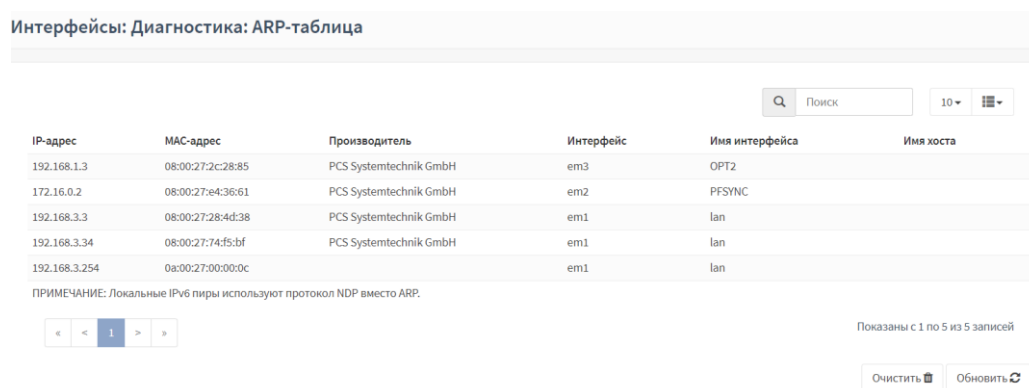 Интерфейсы: Диагностика: ARP-таблица
Поиск 10
IP-адрес MAC-адрес Производитель Интерфейс Имя интерфейса Имя хоста
192.168.1.3 08:00:27:2c:28:85 PCS Systemtechnik GmbH em3 OPT2
172.16.0.2 08:00:27:e4:36:61 PCS Systemtechnik GmbH em2 PFSYNC
192.168.3.3 08:00:27:28:4d:38 PCS Systemtechnik GmbH em1 lan
192.168.3.34 08:00:27:74:f5:bf PCS Systemtechnik GmbH em1 lan
192.168.3.254 0a:00:27:00:00:0c em1 lan
ПРИМЕЧАНИЕ: Локальные IPv6 пиры используют протокол NDP вместо ARP.
« < 1 > »
Показаны с 1 по 5 из 5 записей
Очистить Обновить